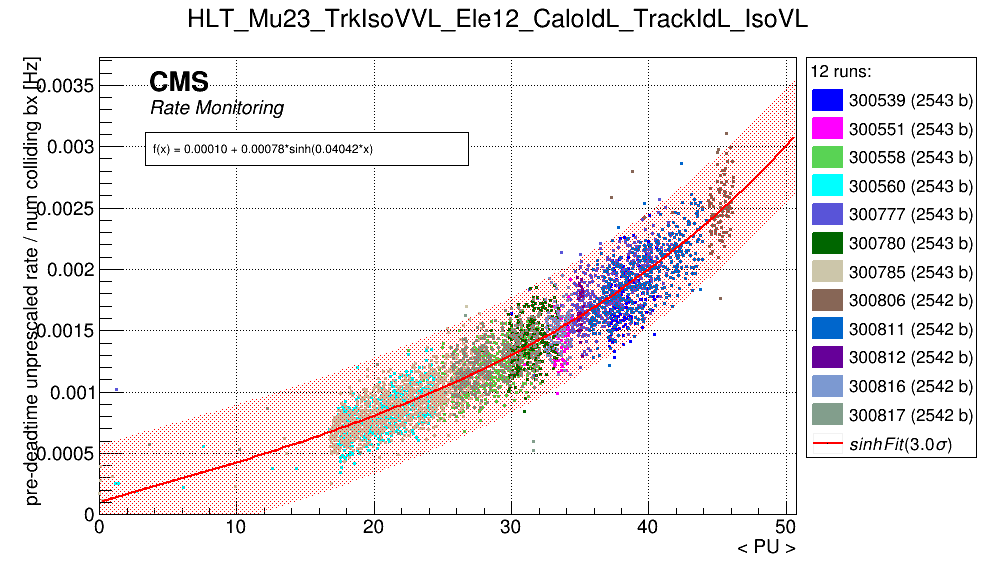 HLT_Mu23_TrkIsoVVL_Ele12_CaloIdL_TrackIdL_IsoVL
pre-deadtime unprescaled rate / num colliding bx [Hz]
0.0035
0.003
0.0025
0.002
0.0015
0.001
0.0005
0
CMS
Rate Monitoring
f(x) = 0.00010 + 0.00078*sinh(0.04042*x)
0 10 20 30 40 50
< PU >
12 runs:
300539 (2543 b)
300551 (2543 b)
300558 (2543 b)
300560 (2543 b)
300777 (2543 b)
300780 (2543 b)
300785 (2543 b)
300806 (2542 b)
300811 (2542 b)
300812 (2542 b)
300816 (2542 b)
300817 (2542 b)
sinhFit(3.0σ)